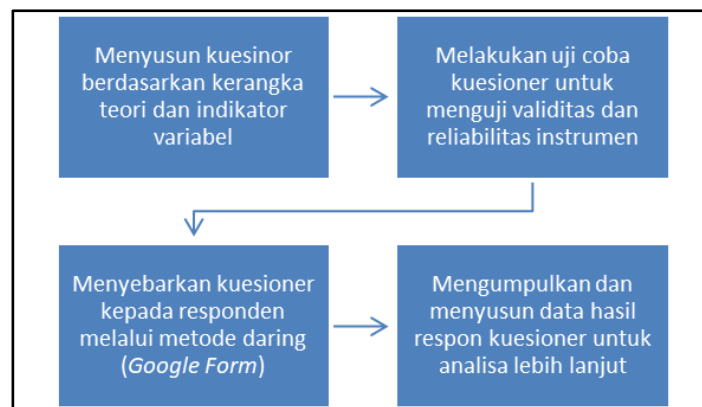 Menyusun kuesinor
berdasarkan kerangka
teori dan indikator
variabel
Melakukan uji coba
kuesioner untuk
menguji validitas dan
reliabilitas instrumen
Menyebarkan kuesioner
kepada responden
melalui metode daring
(Google Form)
Mengumpulkan dan
menyusun data hasil
respon kuesioner untuk
analisa lebih lanjut